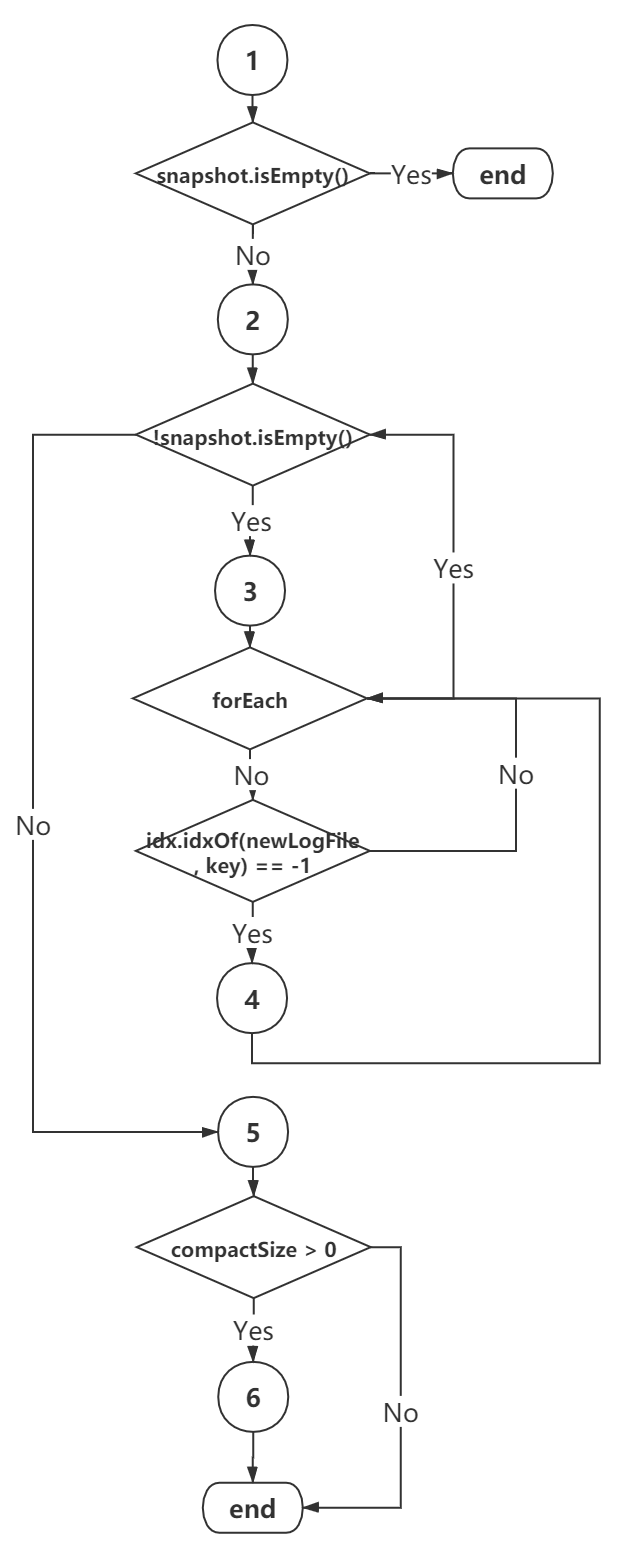 1
snapshot.isEmpty()
Yes
end
No
2
!snapshot.isEmpty()
Yes
Yes
3
forEach
No
No
idx.idxOf(newLogFile
, key) == -1
No
Yes
4
5
compactSize > 0
Yes
6
No
end